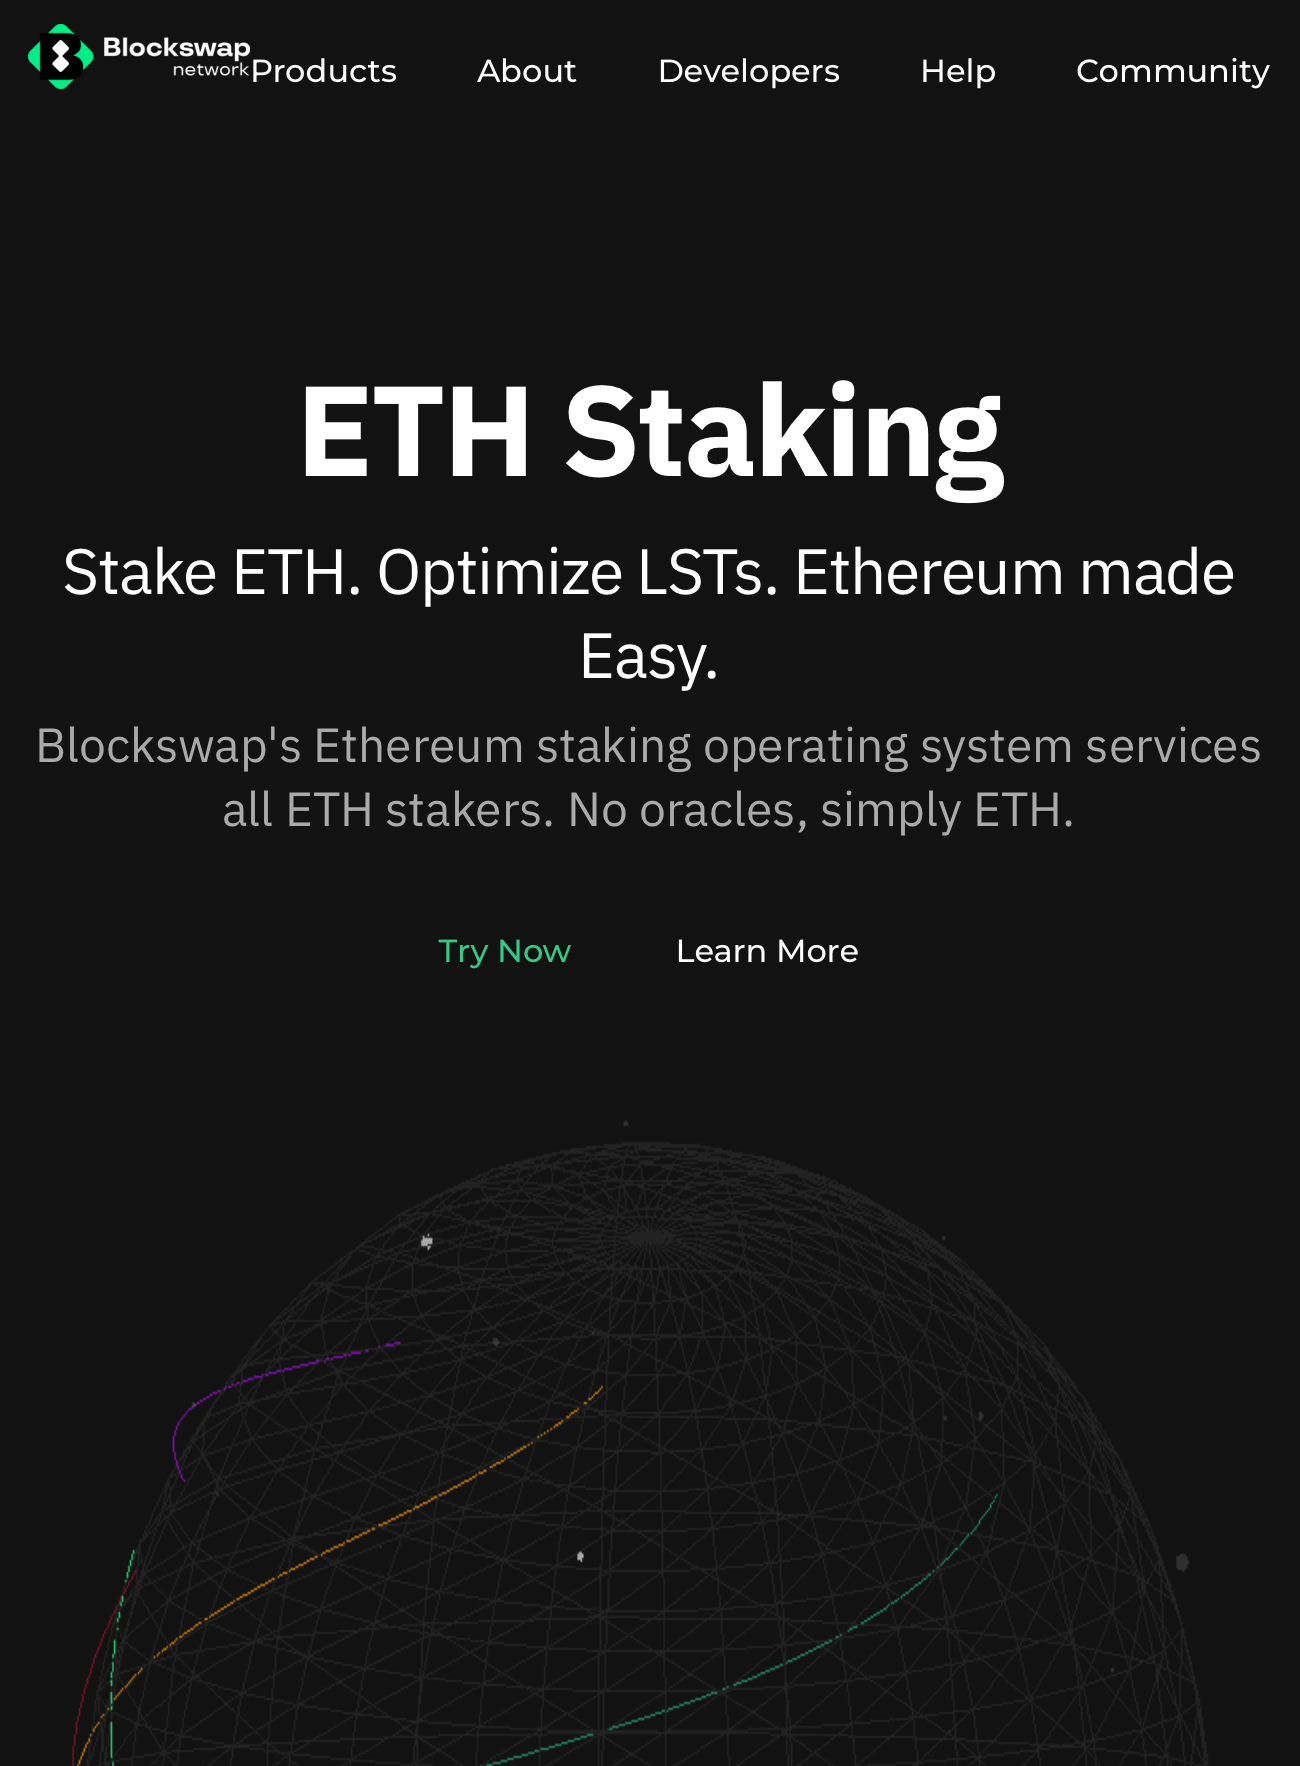 Blockswap
network
Products About Developers Help Community
ETH Staking
Stake ETH. Optimize LSTs. Ethereum made
Easy.
Blockswap's Ethereum staking operating system services
all ETH stakers. No oracles, simply ETH.
Try Now Learn More